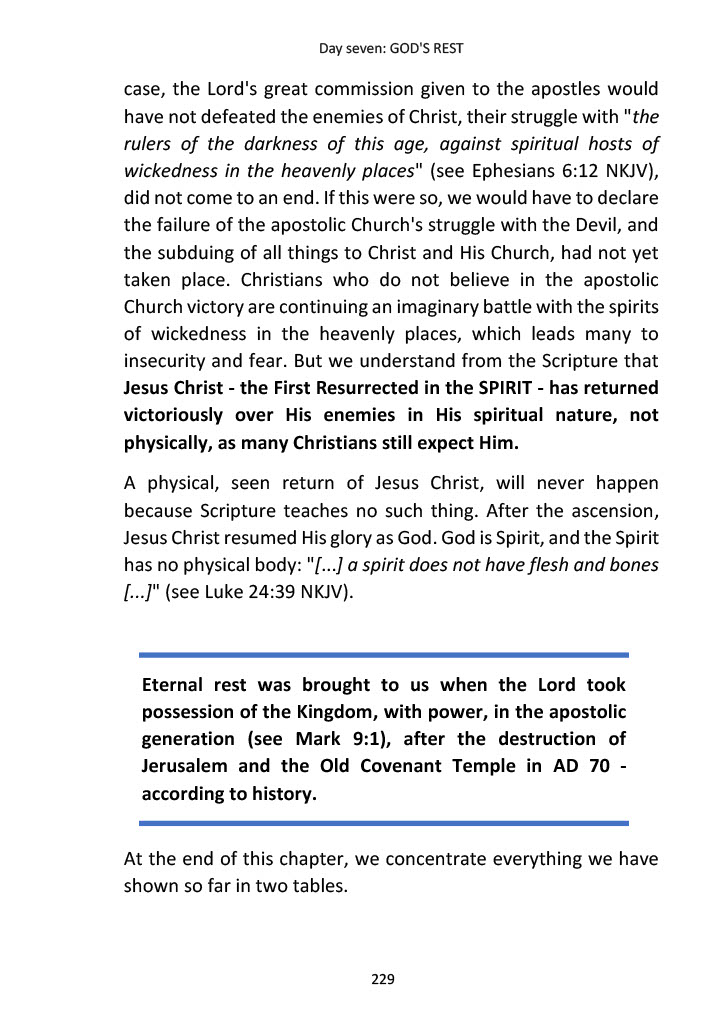 Day seven: GOD'S REST
case, the Lord's great commission given to the apostles would
have not defeated the enemies of Christ, their struggle with "the
rulers of the darkness of this age, against spiritual hosts of
wickedness in the heavenly places" (see Ephesians 6:12 NKJV),
did not come to an end. If this were so, we would have to declare
the failure of the apostolic Church's struggle with the Devil, and
the subduing of all things to Christ and His Church, had not yet
taken place. Christians who do not believe in the apostolic
Church victory are continuing an imaginary battle with the spirits
of wickedness in the heavenly places, which leads many to
insecurity and fear. But we understand from the Scripture that
Jesus Christ - the First Resurrected in the SPIRIT - has returned
victoriously over His enemies in His spiritual nature, not
physically, as many Christians still expect Him.
A physical, seen return of Jesus Christ, will never happen
because Scripture teaches no such thing. After the ascension,
Jesus Christ resumed His glory as God. God is Spirit, and the Spirit
has no physical body: "[...] a spirit does not have flesh and bones
[...]" (see Luke 24:39 NKJV).
Eternal rest was brought to us when the Lord took
possession of the Kingdom, with power, in the apostolic
generation (see Mark 9:1), after the destruction of
Jerusalem and the Old Covenant Temple in AD 70 -
according to history.
At the end of this chapter, we concentrate everything we have
shown so far in two tables.
229